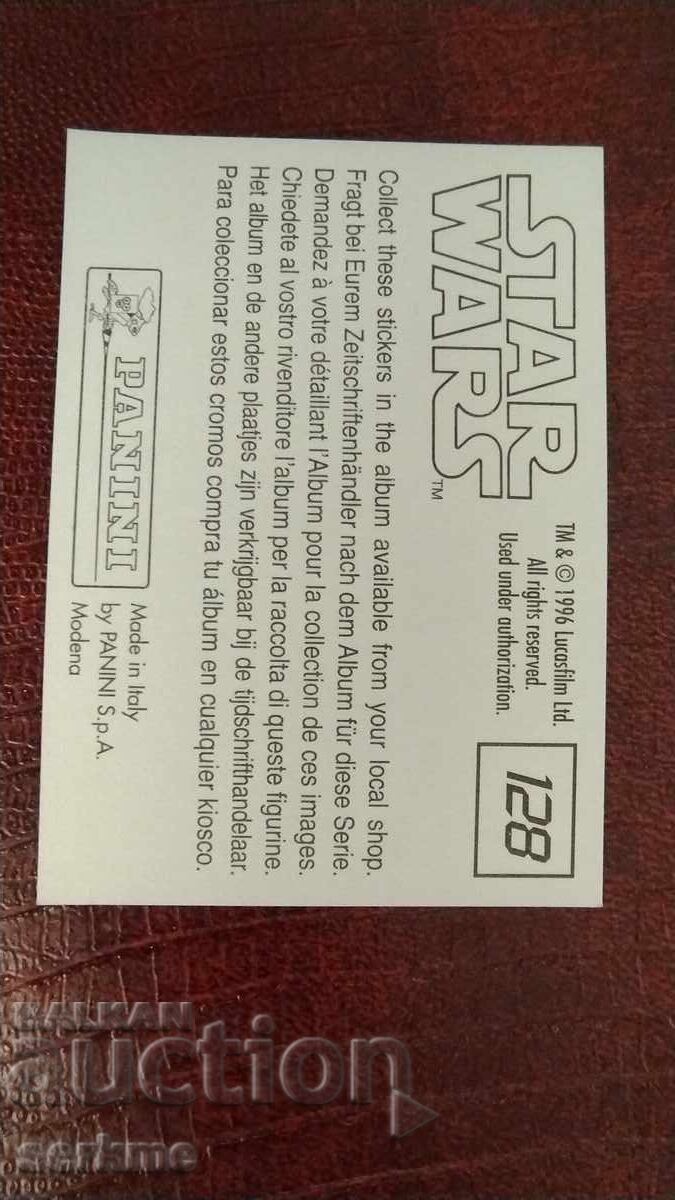 STAR
WARS™
TM & © 1996 Lucasfilm Ltd.
All rights reserved.
Used under authorization.
128
Collect these stickers in the album available from your local shop.
Fragt bei Eurem Zeitschriftenhändler nach dem Album für diese Serie.
Demandez à votre détaillant l'Album pour la collection de ces images.
Chiedete al vostro rivenditore l'album per la raccolta di queste figurine.
Het album en de andere plaatjes zijn verkrijgbaar bij de tijdschrifthandelaar.
Para coleccionar estos cromos compra tu álbum en cualquier kiosco.
PANINI
Made in Italy
by PANINI S.p.A.
Modena
BALKAN
auction
serkme